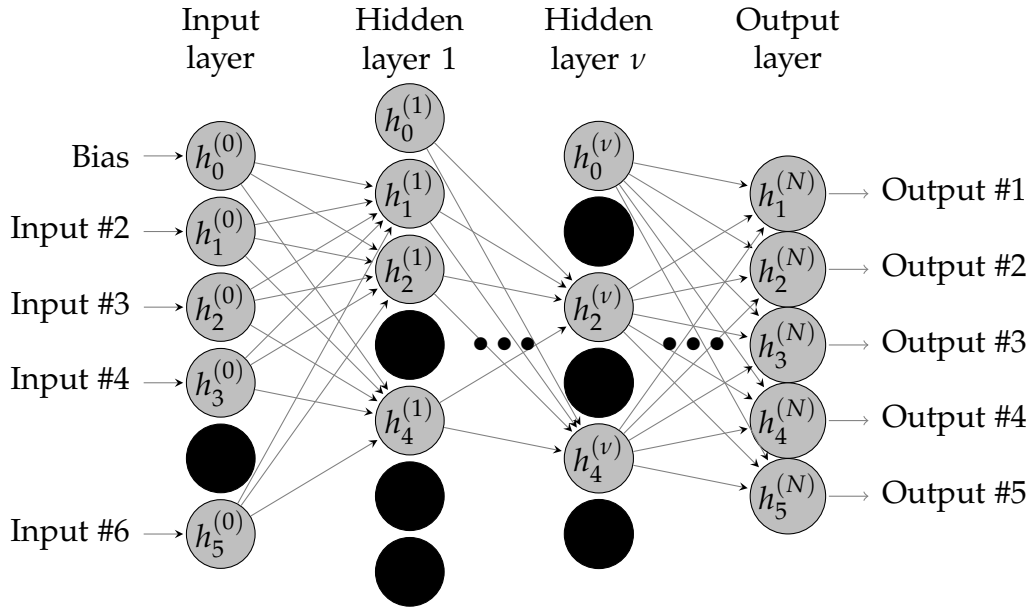 Input
layer
Hidden
layer 1
Hidden
layer ν
Output
layer
Bias
Input #2
Input #3
Input #4
Input #6
h_0^{(0)}
h_1^{(0)}
h_2^{(0)}
h_3^{(0)}
h_5^{(0)}
h_0^{(1)}
h_1^{(1)}
h_2^{(1)}
h_4^{(1)}
h_0^{(ν)}
h_2^{(ν)}
h_4^{(ν)}
h_1^{(N)}
h_2^{(N)}
h_3^{(N)}
h_4^{(N)}
h_5^{(N)}
Output #1
Output #2
Output #3
Output #4
Output #5